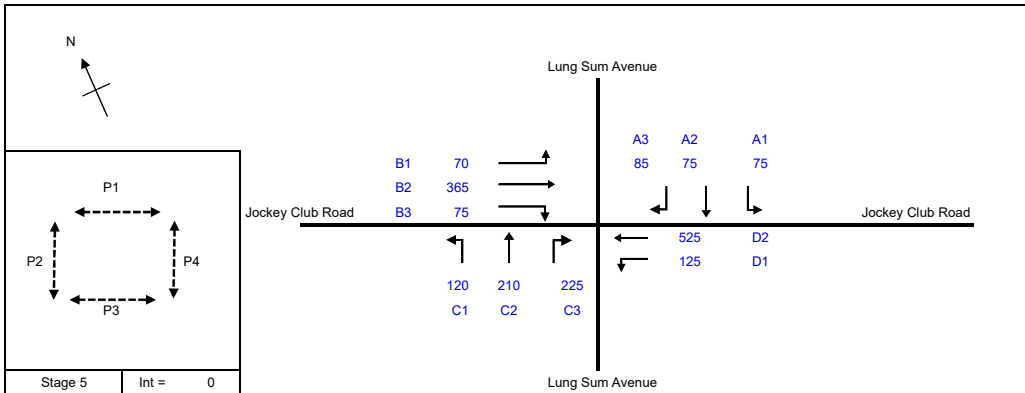 N
Lung Sum Avenue
A3 A2 A1
85 75 75
B1 70
B2 365
B3 75
P1
P2
P4
P3
Jockey Club Road
Jockey Club Road
525 D2
125 D1
120 210 225
C1 C2 C3
Stage 5 Int = 0
Lung Sum Avenue